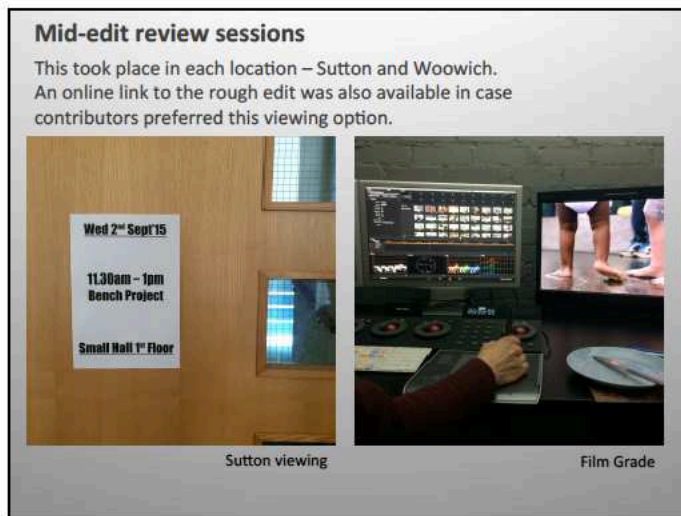 Mid-edit review sessions
This took place in each location – Sutton and Woowich.
An online link to the rough edit was also available in case
contributors preferred this viewing option.
Wed 2nd Sept'15
11.30am – 1pm
Bench Project
Small Hall 1st Floor
Sutton viewing
Film Grade